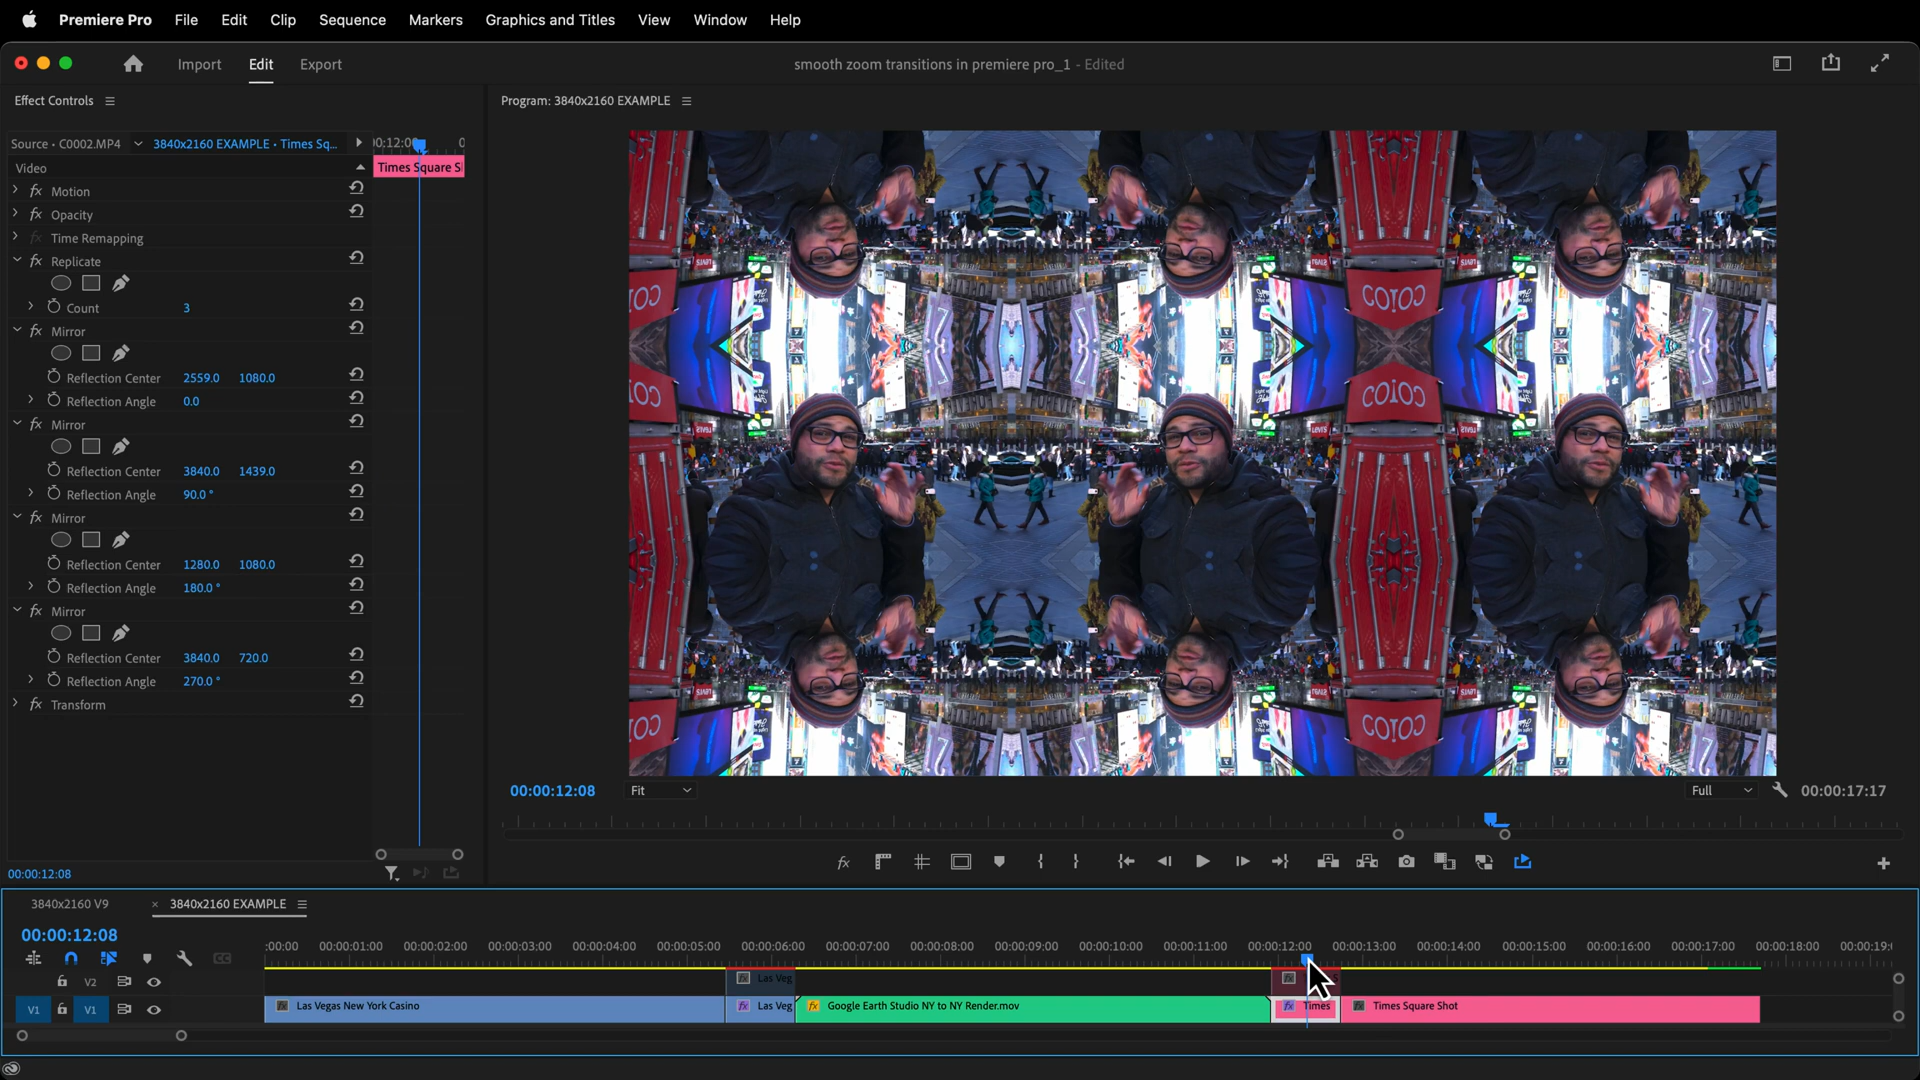 Premiere Pro File Edit Clip Sequence Markers Graphics and Titles View Window Help
Import Edit Export
smooth zoom transitions in premiere pro_1 - Edited
Effect Controls
Program: 3840x2160 EXAMPLE
Source • C0002.MP4 3840x2160 EXAMPLE • Times Sq...
Video
Times Square S
Motion
Opacity
Time Remapping
Replicate
Count 3
Mirror
Reflection Center 2559.0 1080.0
Reflection Angle 0.0
Mirror
Reflection Center 3840.0 1439.0
Reflection Angle 90.0 °
Mirror
Reflection Center 1280.0 1080.0
Reflection Angle 180.0 °
Mirror
Reflection Center 3840.0 720.0
Reflection Angle 270.0 °
Transform
00:00:12:08 Fit Full 00:00:17:17
00:00:12:08
3840x2160 V9 × 3840x2160 EXAMPLE
00:00:12:08
:00:00 00:00:01:00 00:00:02:00 00:00:03:00 00:00:04:00 00:00:05:00 00:00:06:00 00:00:07:00 00:00:08:00 00:00:09:00 00:00:10:00 00:00:11:00 00:00:12:00 00:00:13:00 00:00:14:00 00:00:15:00 00:00:16:00 00:00:17:00 00:00:18:00 00:00:19:
V2 Las Veg
V1 V1 Las Vegas New York Casino Las Veg Google Earth Studio NY to NY Render.mov Times Times Square Shot